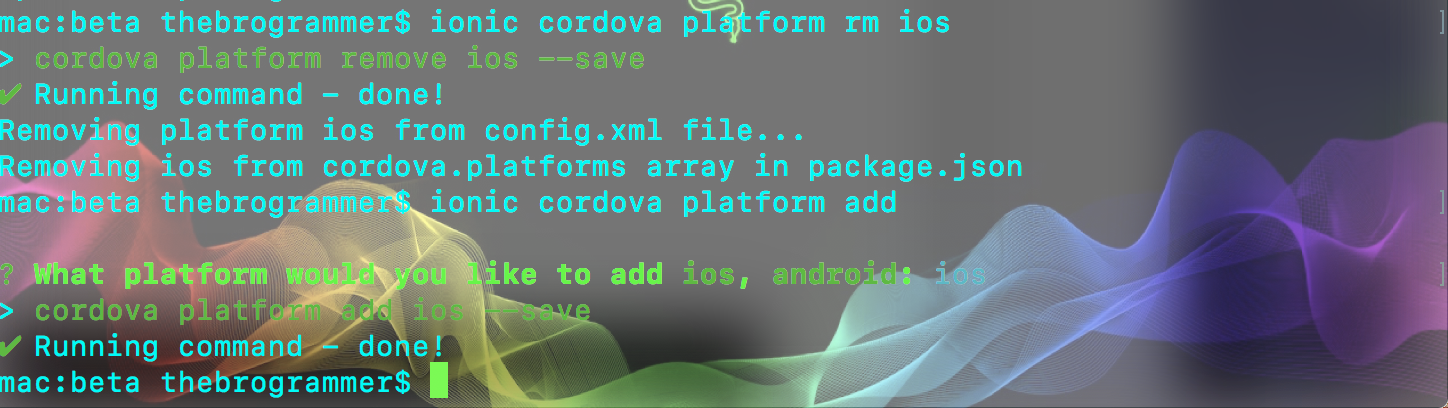 mac:beta thebrogrammer$ ionic cordova platform rm ios
> cordova platform remove ios --save
✔ Running command - done!
Removing platform ios from config.xml file...
Removing ios from cordova.platforms array in package.json
mac:beta thebrogrammer$ ionic cordova platform add
? What platform would you like to add ios, android: ios
> cordova platform add ios --save
✔ Running command - done!
mac:beta thebrogrammer$